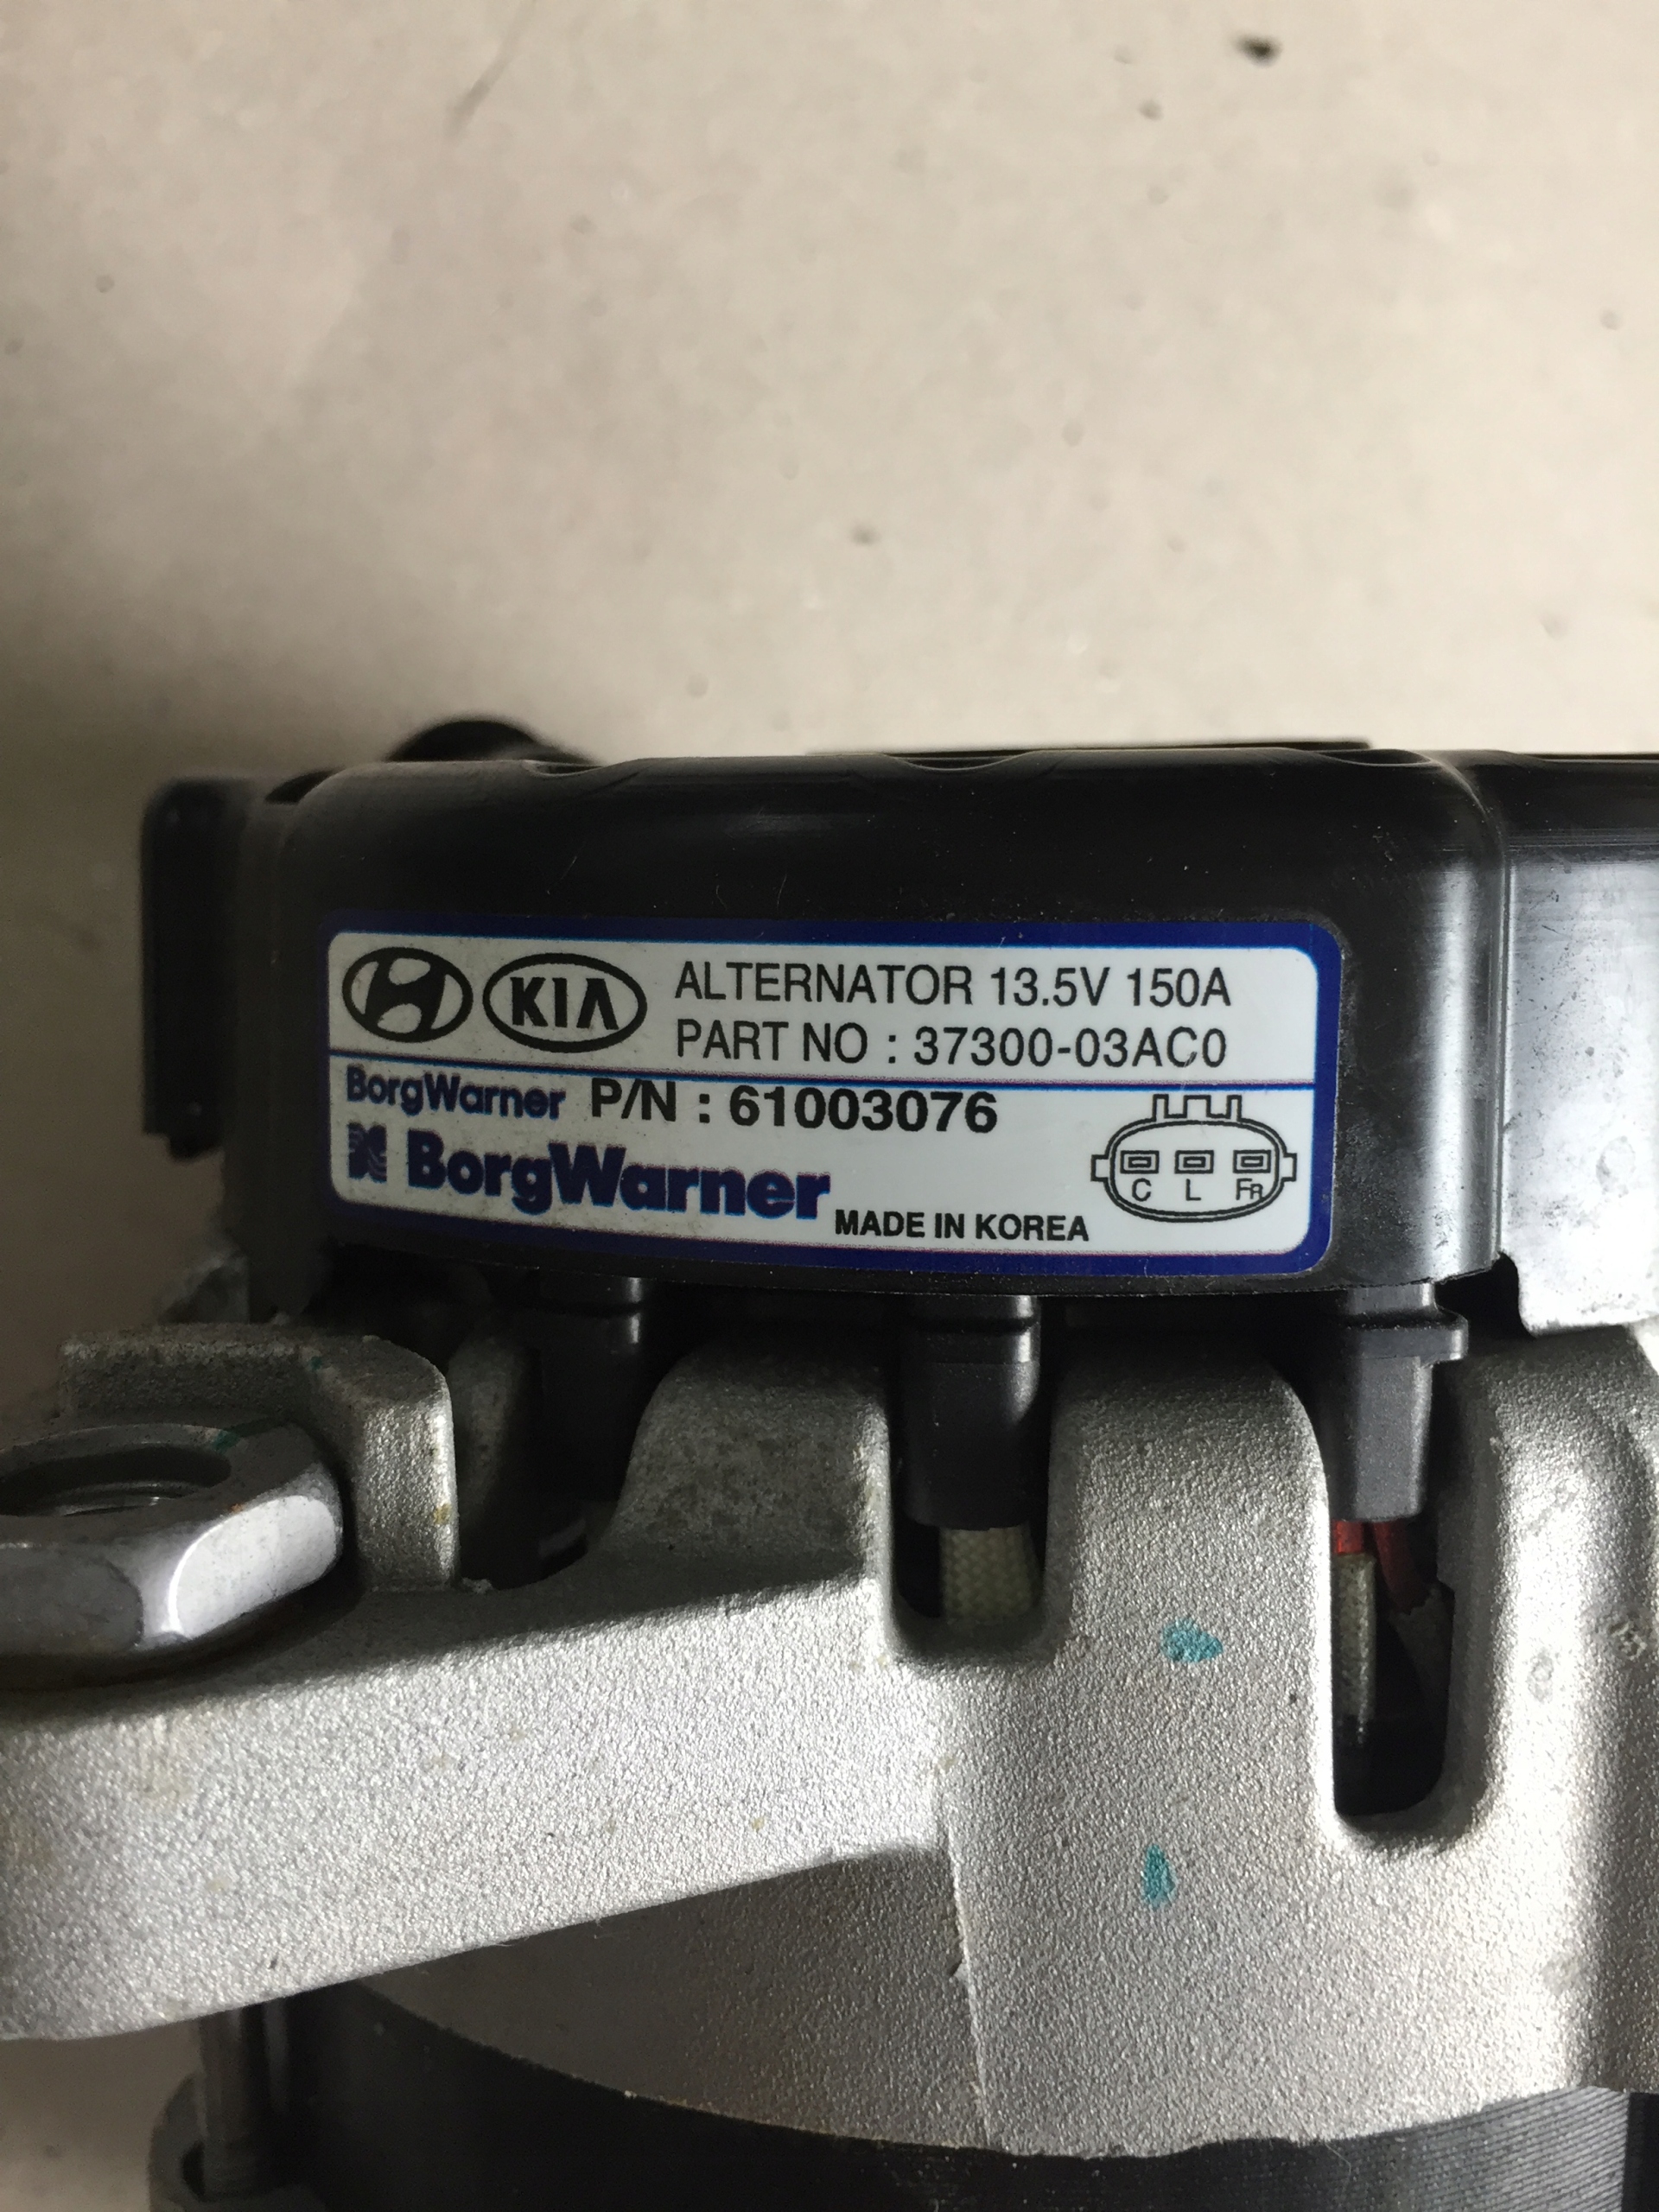 KIA ALTERNATOR 13.5V 150A
PART NO : 37300-03AC0
BorgWarner P/N : 61003076
BorgWarner MADE IN KOREA
C L FR